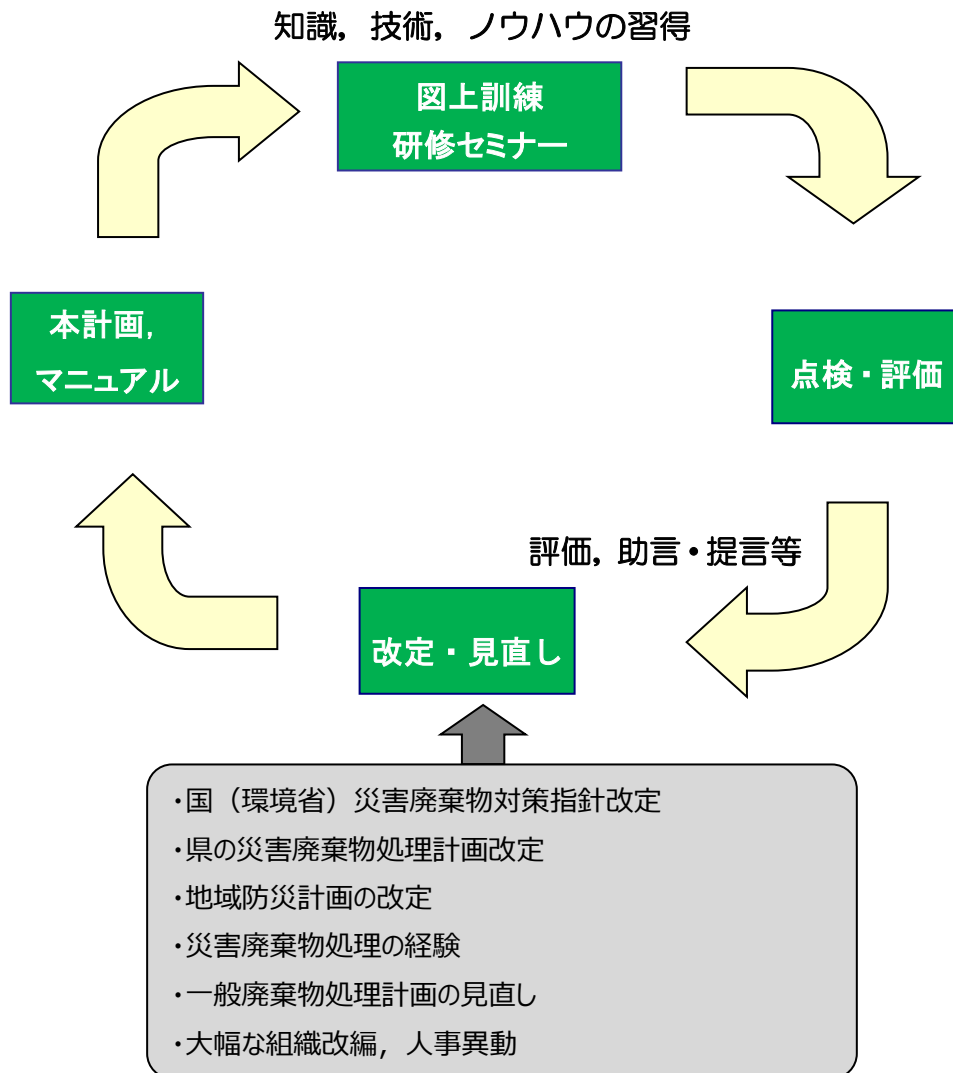 知識，技術，ノウハウの習得
図上訓練
研修セミナー
本計画，
マニュアル
点検・評価
評価，助言・提言等
改定・見直し
・国（環境省）災害廃棄物対策指針改定
・県の災害廃棄物処理計画改定
・地域防災計画の改定
・災害廃棄物処理の経験
・一般廃棄物処理計画の見直し
・大幅な組織改編，人事異動